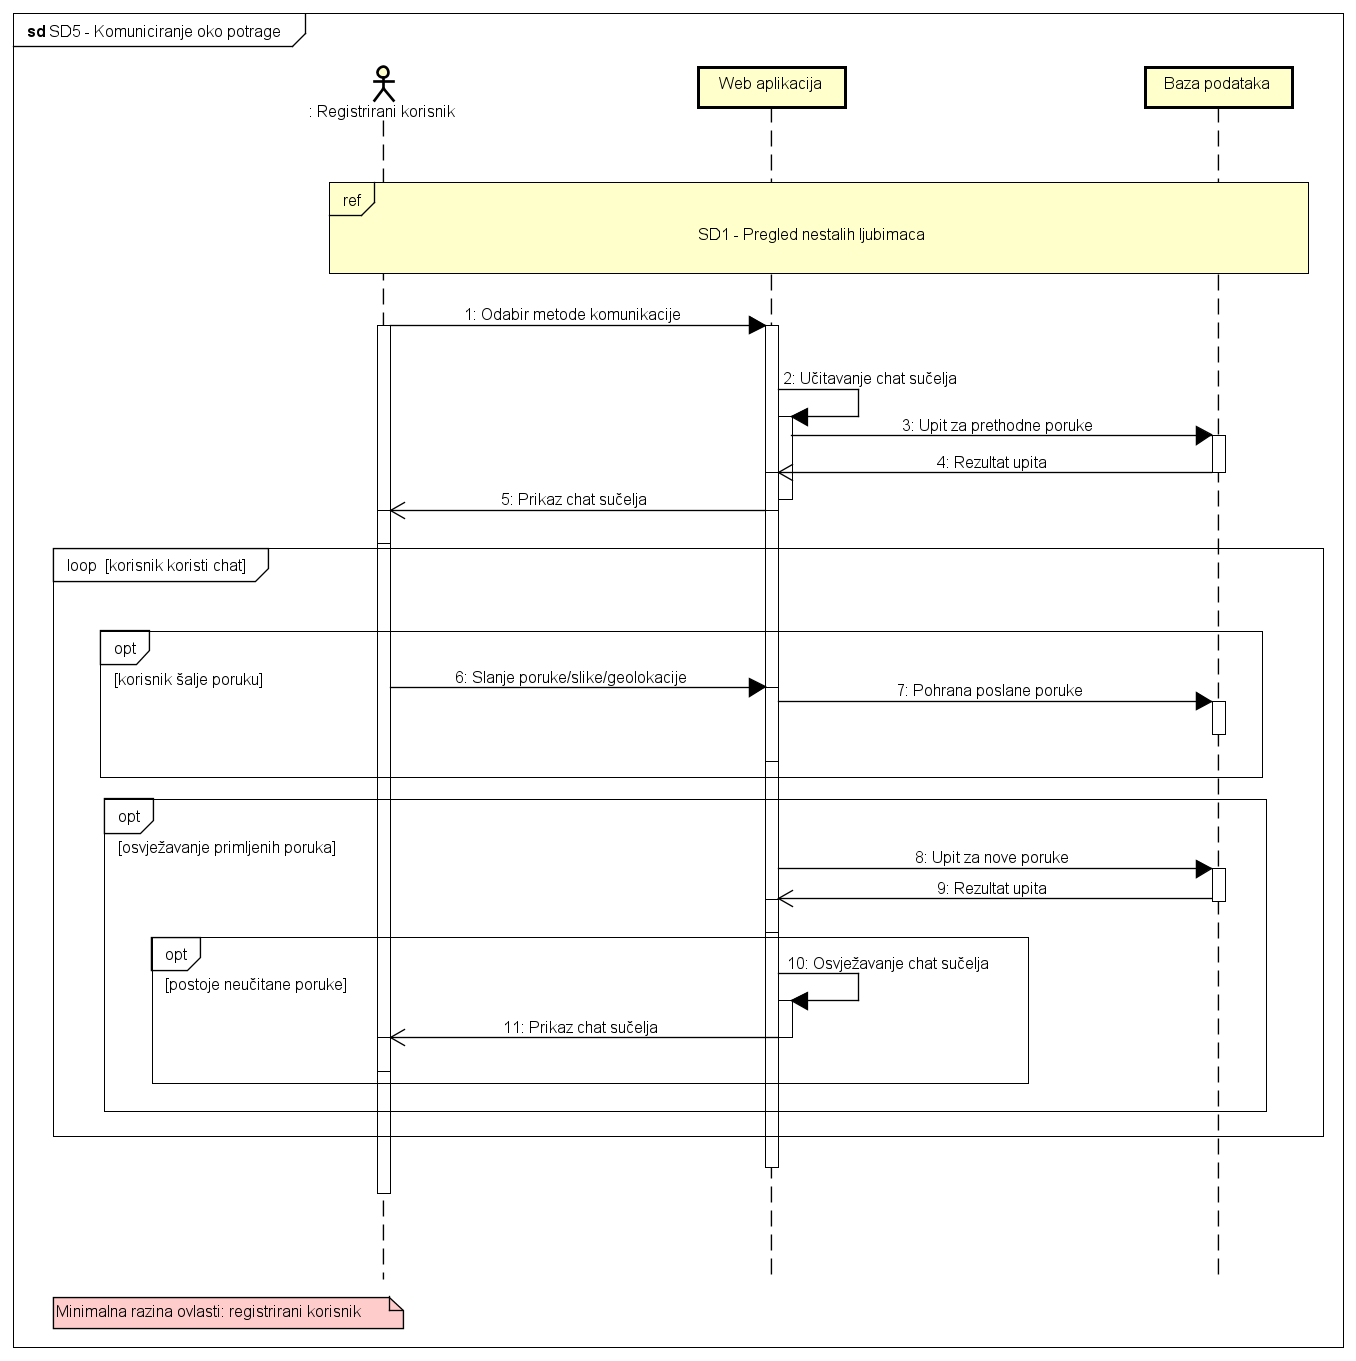 sd SD5 - Komuniciranje oko potrage
: Registrirani korisnik
Web aplikacija
Baza podataka
ref
SD1 - Pregled nestalih ljubimaca
1: Odabir metode komunikacije
2: Učitavanje chat sučelja
3: Upit za prethodne poruke
4: Rezultat upita
5: Prikaz chat sučelja
loop [korisnik koristi chat]
opt
[korisnik šalje poruku]
6: Slanje poruke/slike/geolokacije
7: Pohrana poslane poruke
opt
[osvježavanje primljenih poruka]
8: Upit za nove poruke
9: Rezultat upita
opt
[postoje neučitane poruke]
10: Osvježavanje chat sučelja
11: Prikaz chat sučelja
Minimalna razina ovlasti: registrirani korisnik